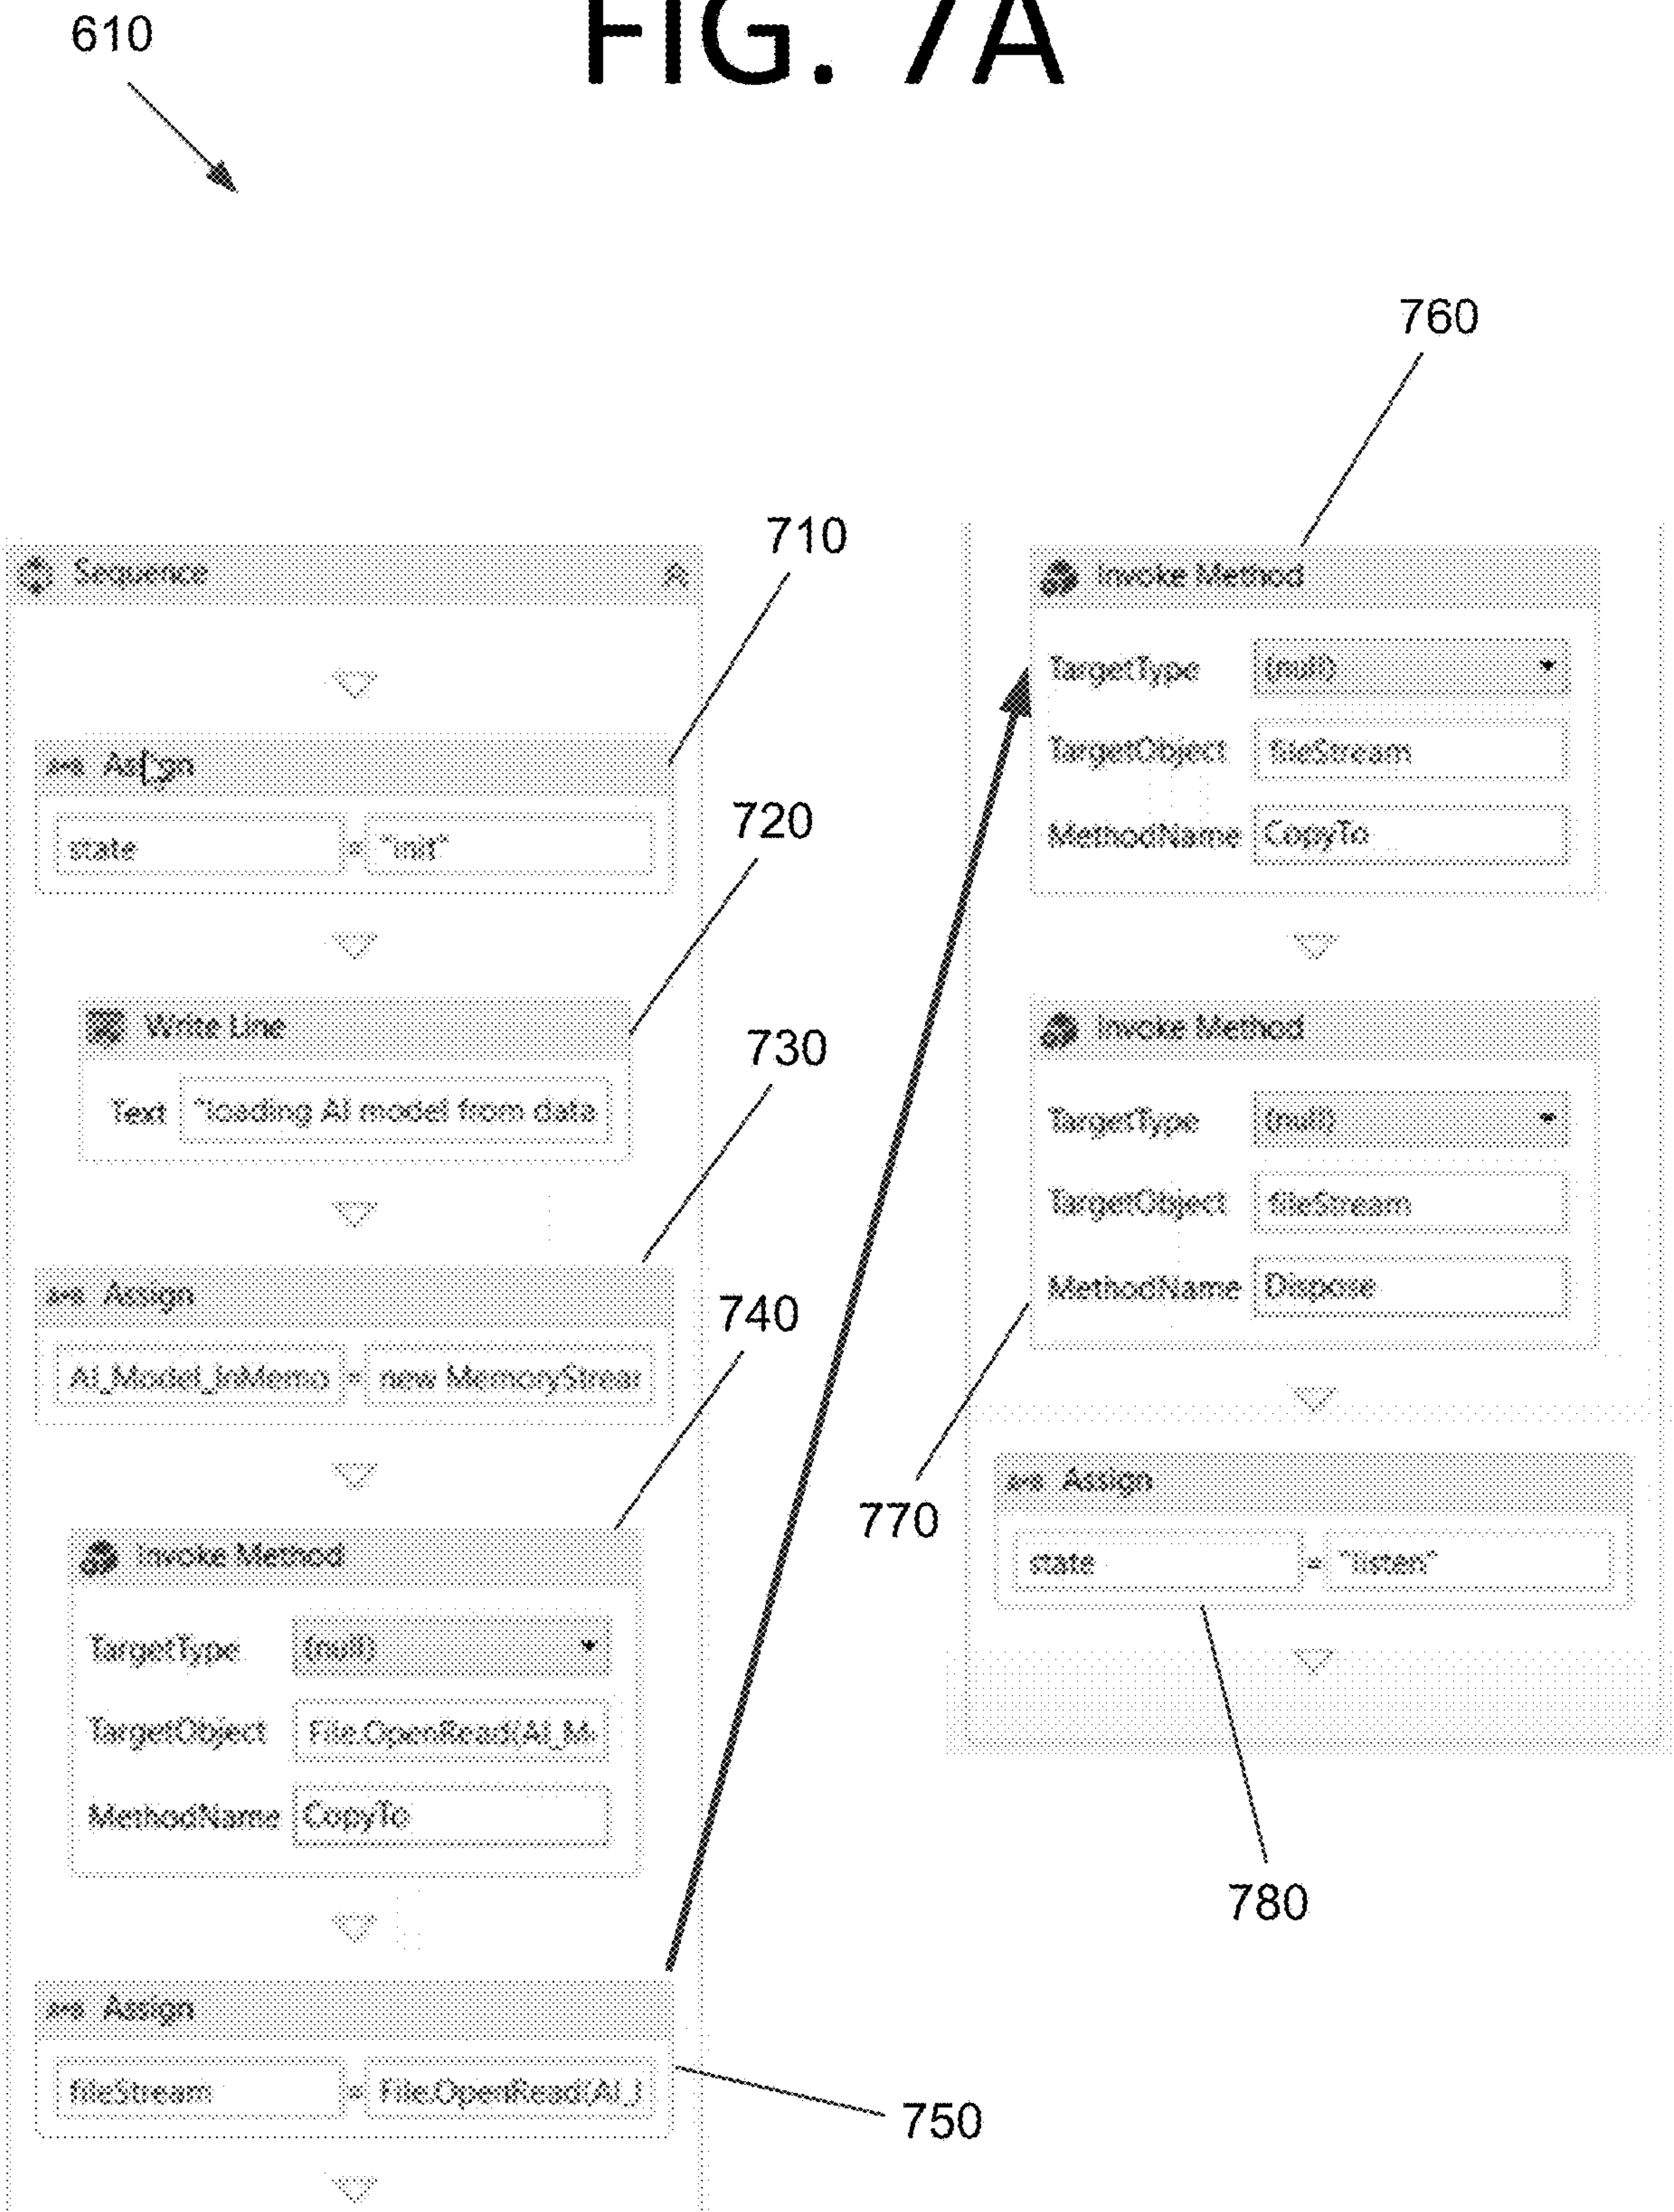 FIG. 7A
610
Sequence
710
Assign
state = "init"
720
Write Line
Text "loading AI model from data
730
Assign
AI_Model_InMemo = new MemoryStrear
740
Invoke Method
TargetType (null)
TargetObject File.OpenRead(AI_M
MethodName CopyTo
Assign
fileStream = File.OpenRead(AI_
750
760
Invoke Method
TargetType (null)
TargetObject fileStream
MethodName CopyTo
Invoke Method
TargetType (null)
TargetObject fileStream
MethodName Dispose
770
Assign
state = "listen"
780